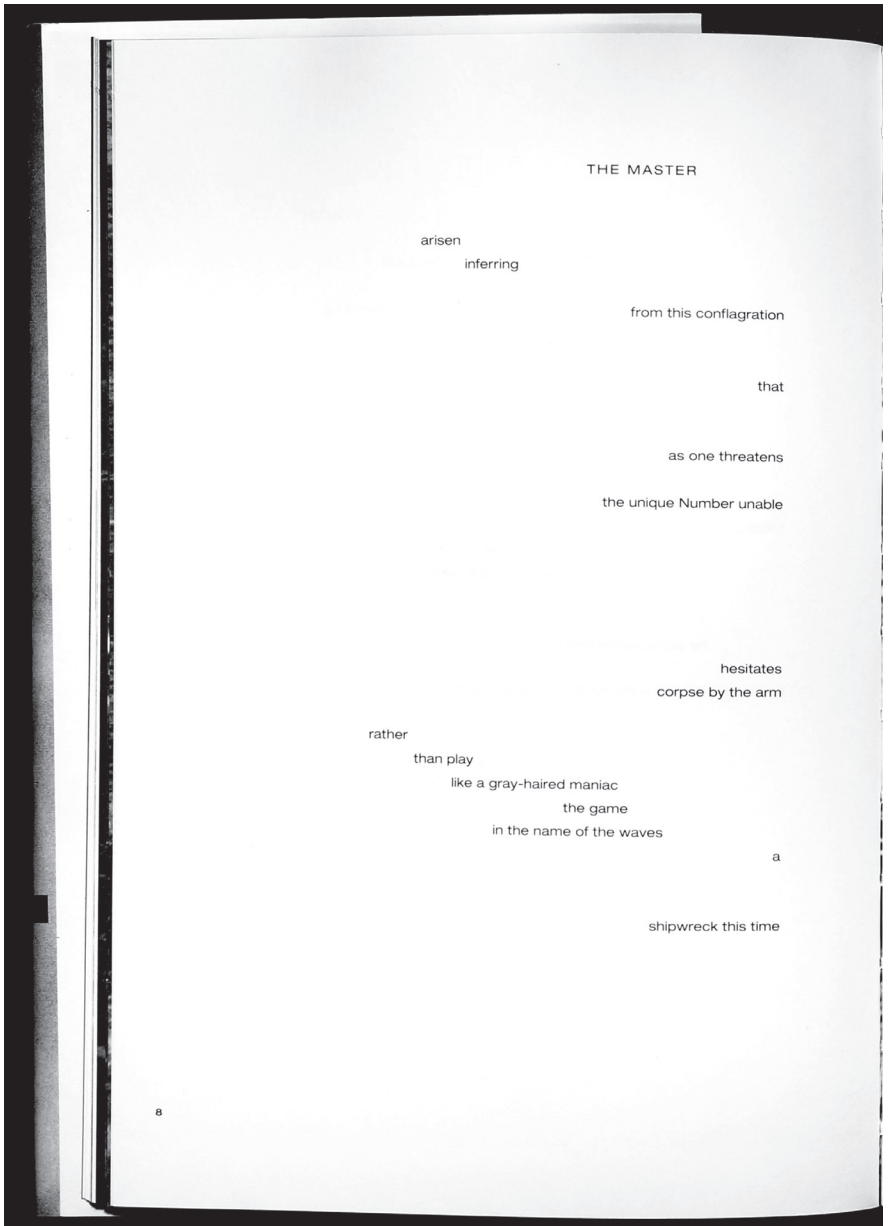 THE MASTER
arisen
inferring
from this conflagration
that
as one threatens
the unique Number unable
hesitates
corpse by the arm
rather
than play
like a gray-haired maniac
the game
in the name of the waves
a
shipwreck this time
8